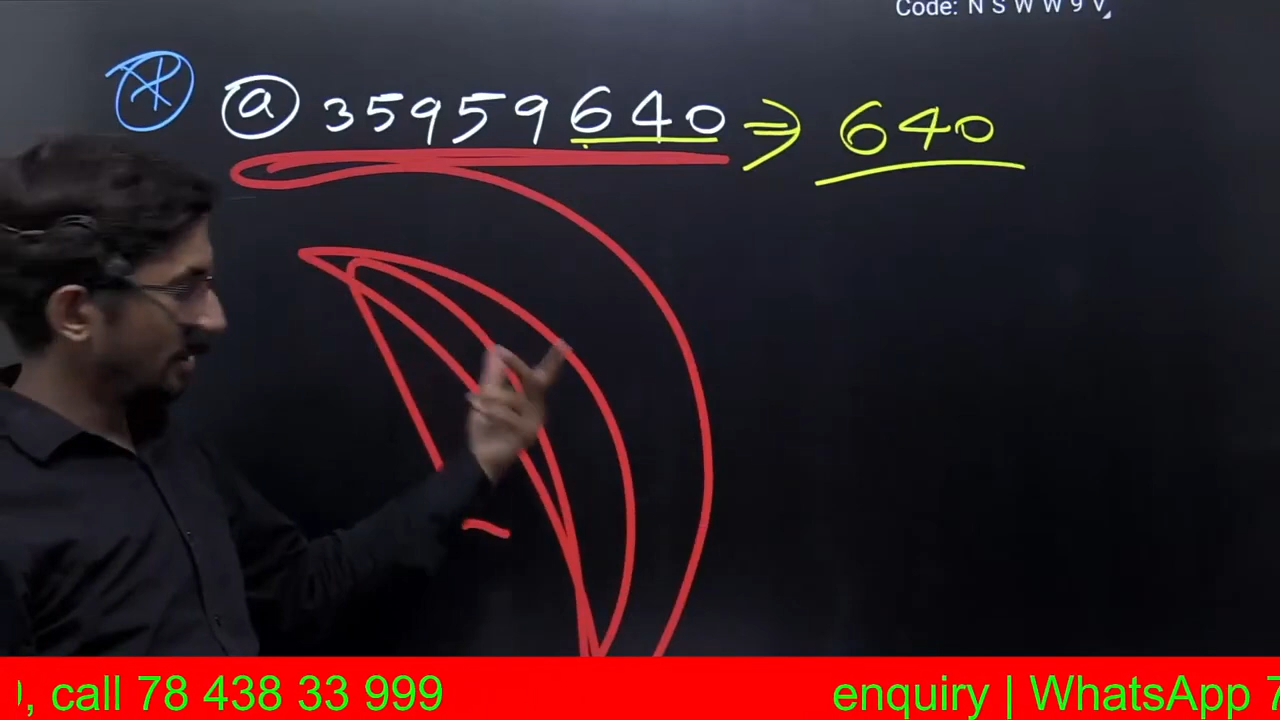 Code: N S W W 9 V
ⓐ 35959640 ⇒ 640
, call 78 438 33 999 enquiry | WhatsApp 7